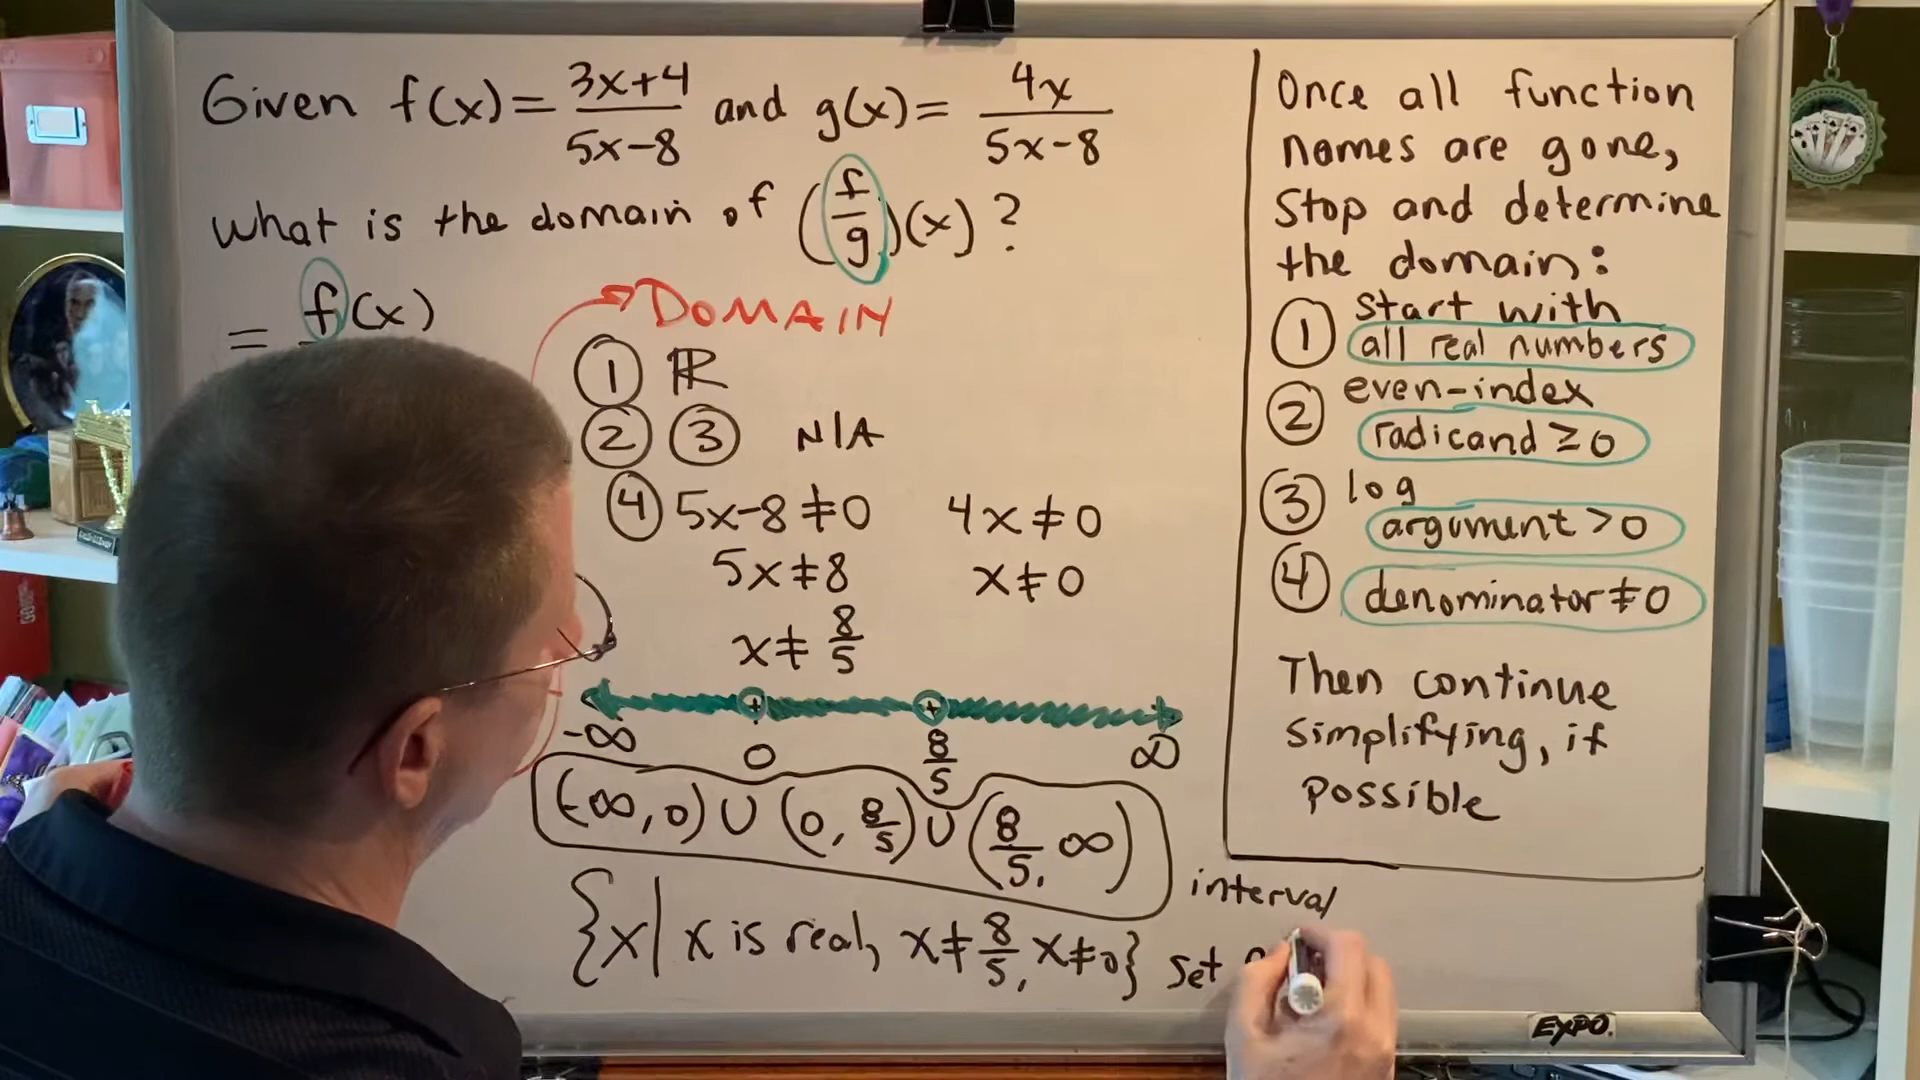 Given f(x) = 3x+4 / 5x-8 and g(x) = 4x / 5x-8
what is the domain of (f/g)(x)?
= f(x)
DOMAIN
① ℝ
② ③ N/A
④ 5x-8≠0 4x≠0
5x≠8 x≠0
x≠ 8/5
-∞ 0 8/5 ∞
(-∞, 0) ∪ (0, 8/5) ∪ (8/5, ∞)
interval
{x| x is real, x≠ 8/5, x≠0} set
Once all function
names are gone,
Stop and determine
the domain:
① start with
all real numbers
② even-index
radicand ≥ 0
③ log
argument > 0
④ denominator ≠ 0
Then continue
simplifying, if
possible
EXPO.